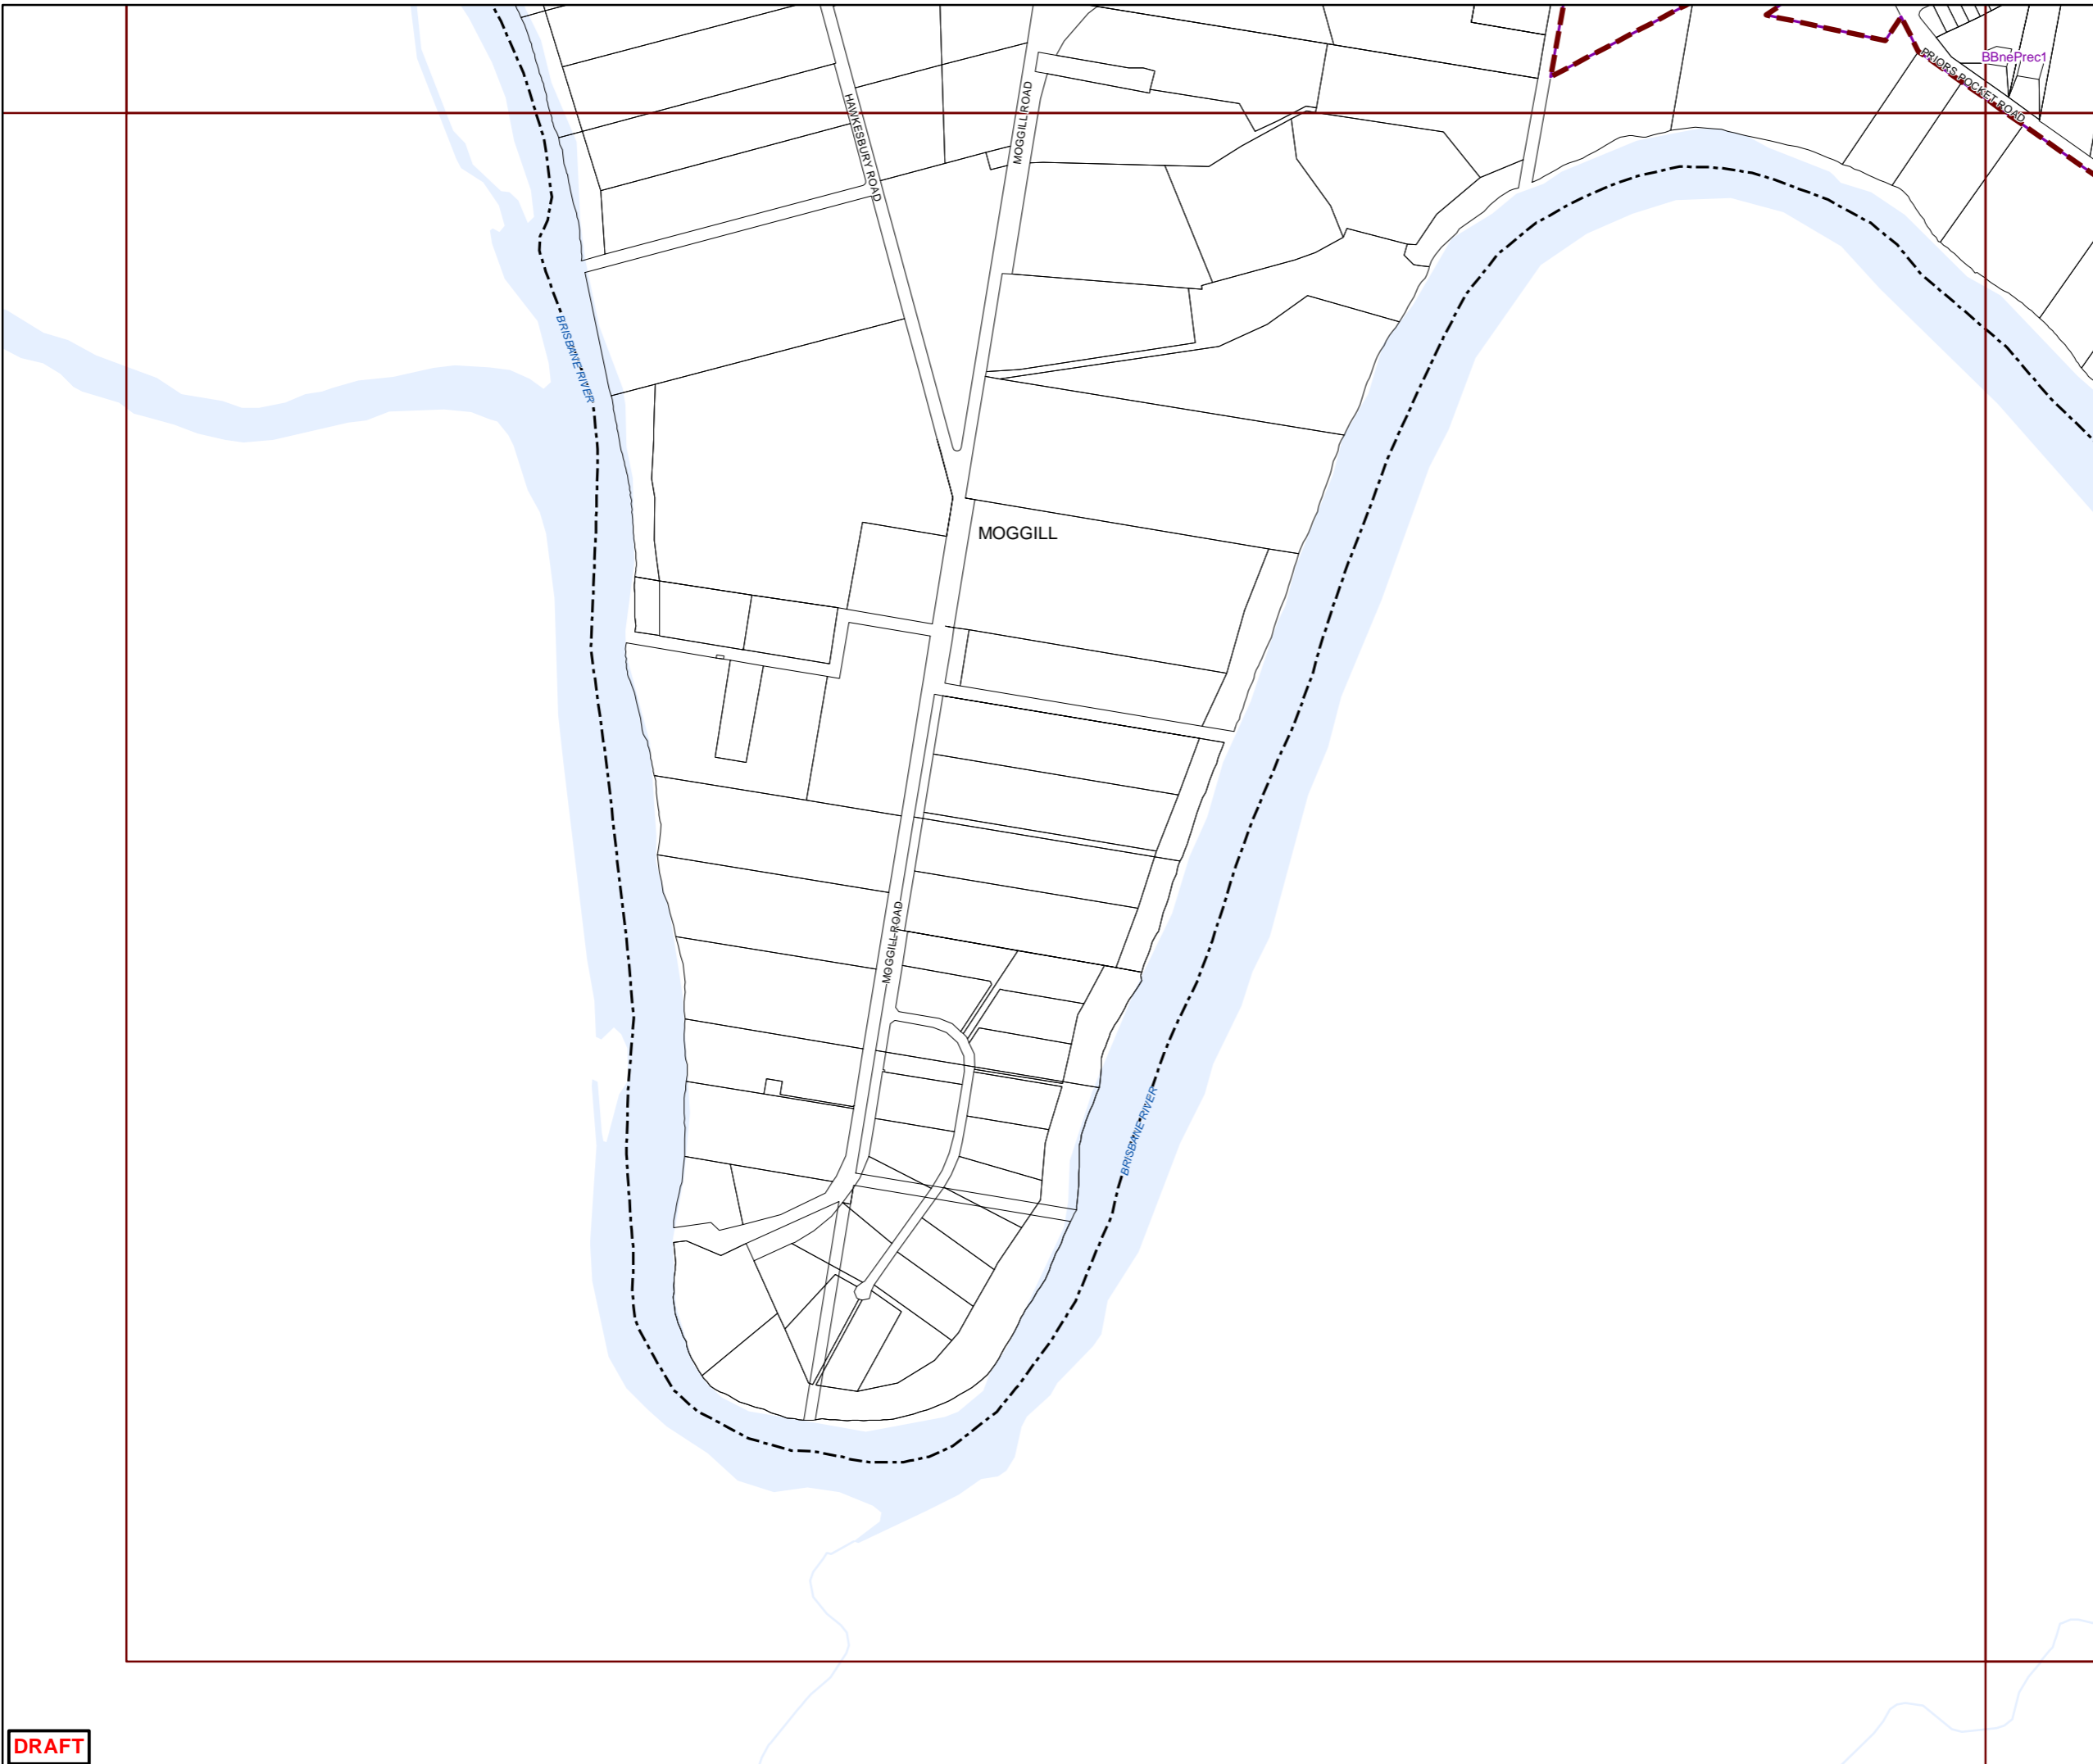 BBnePrec1
PRIORS POCKET ROAD
HAWKESBURY ROAD
MOGGILL ROAD
BRISBANE RIVER
MOGGILL
MOGGILL ROAD
BRISBANE RIVER
DRAFT